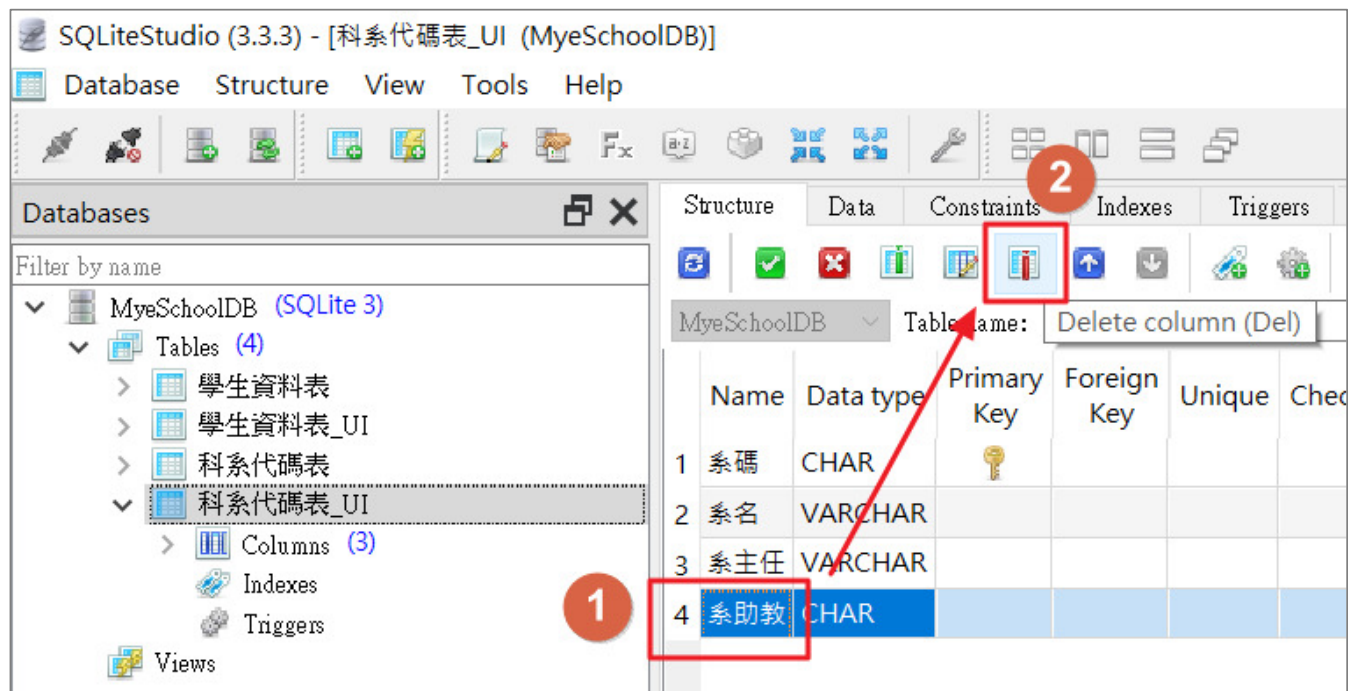 SQLiteStudio (3.3.3) - [科系代碼表_UI (MyeSchoolDB)]
Database Structure View Tools Help
Databases
Filter by name
MyeSchoolDB (SQLite 3)
Tables (4)
學生資料表
學生資料表_UI
科系代碼表
科系代碼表_UI
Columns (3)
Indexes
Triggers
Views
1
2
Structure Data Constraints Indexes Triggers
MyeSchoolDB Table name:
Delete column (Del)
Name Data type Primary Key Foreign Key Unique Chec
1 系碼 CHAR
2 系名 VARCHAR
3 系主任 VARCHAR
4 系助教 CHAR